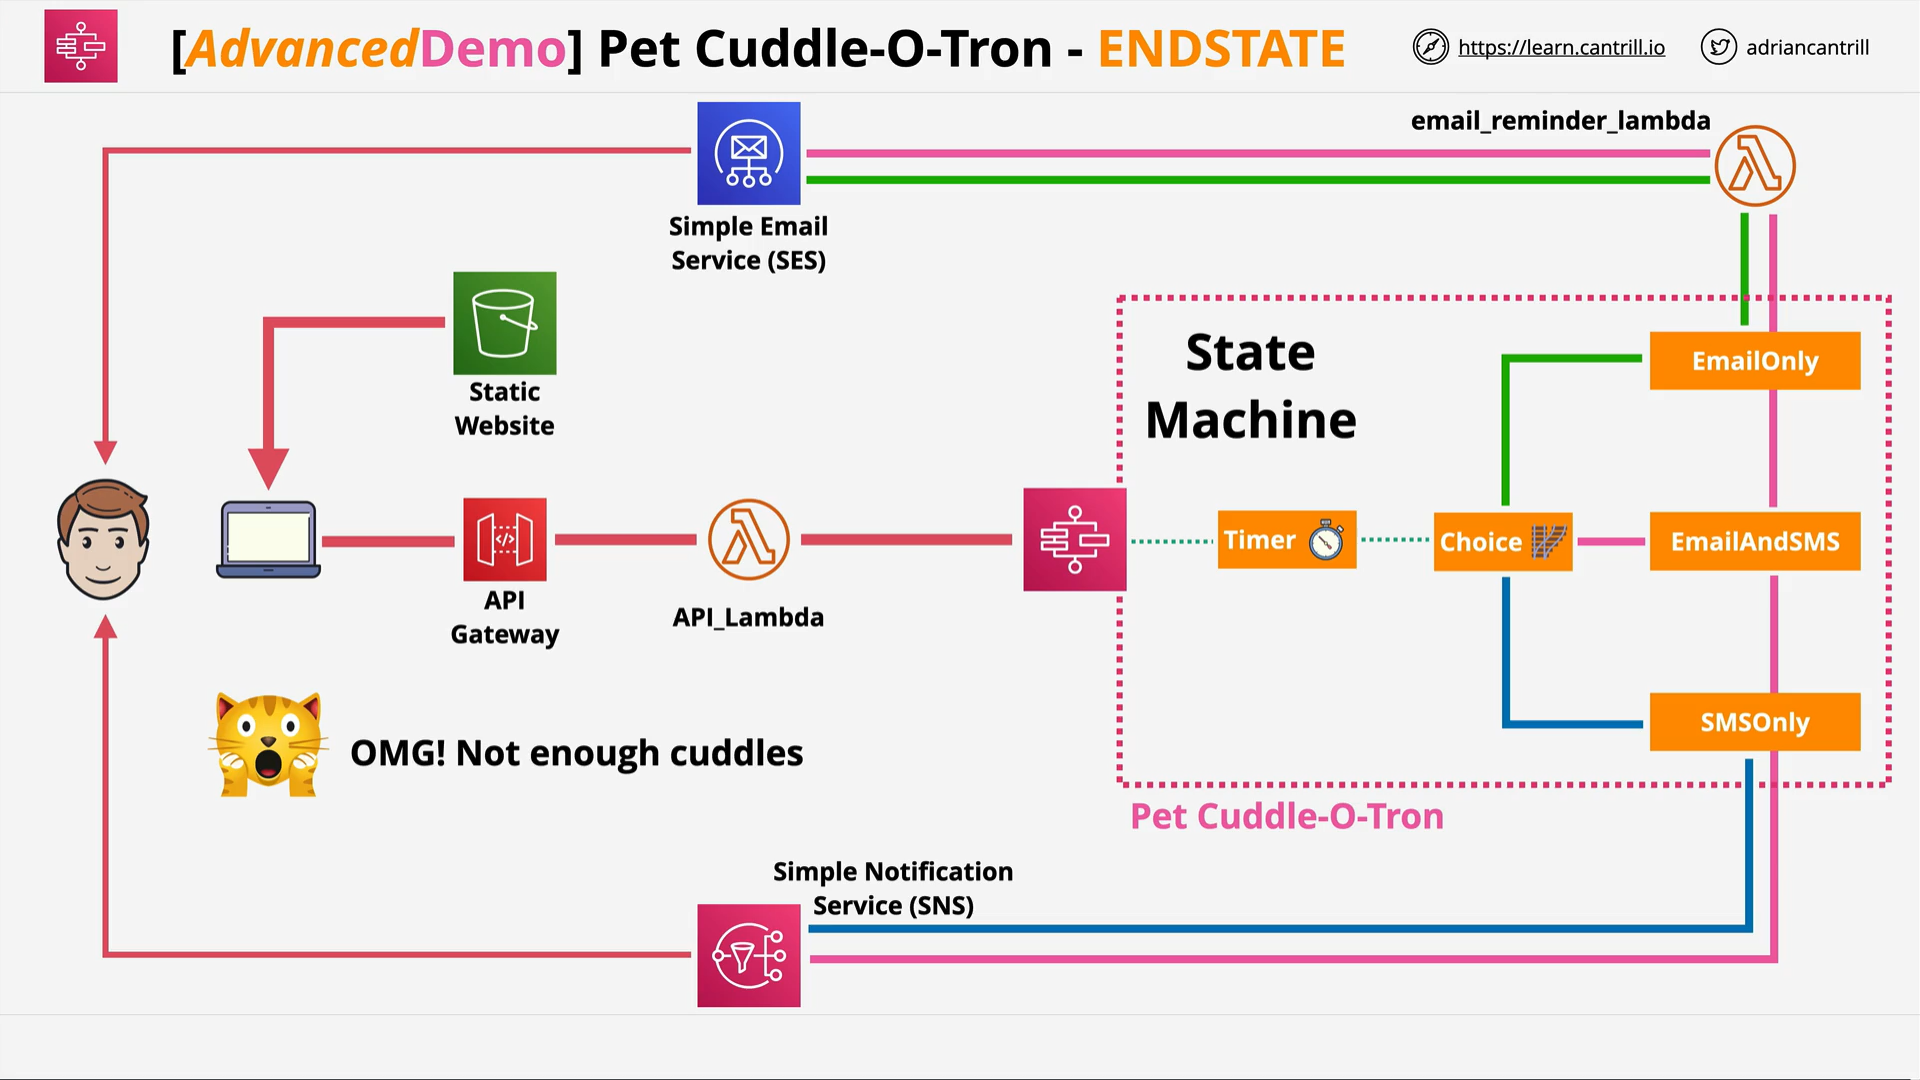 [AdvancedDemo] Pet Cuddle-O-Tron - ENDSTATE
https://learn.cantrill.io
adriancantrill
email_reminder_lambda
Simple Email
Service (SES)
Static
Website
State
Machine
EmailOnly
Timer
Choice
EmailAndSMS
API
Gateway
API_Lambda
SMSOnly
OMG! Not enough cuddles
Pet Cuddle-O-Tron
Simple Notification
Service (SNS)